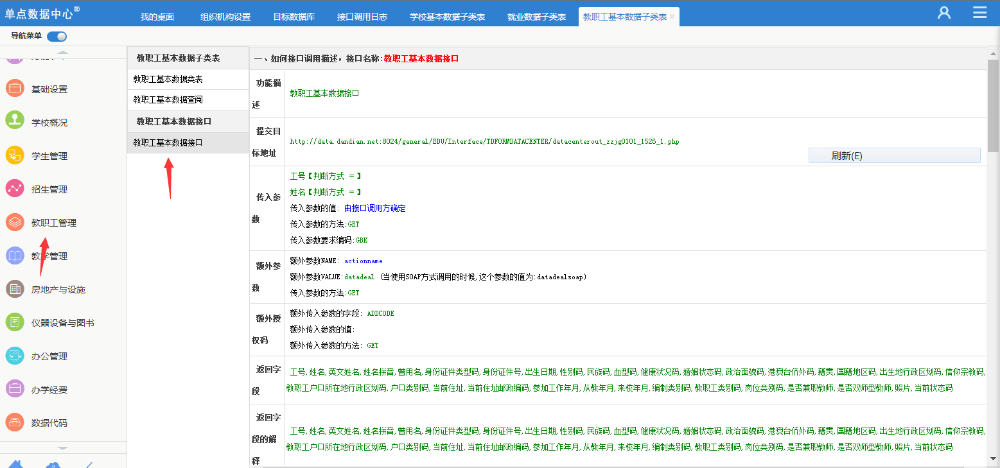 单点数据中心®
我的桌面 组织机构设置 目标数据库 接口调用日志 学校基本数据子类表 就业数据子类表 教职工基本数据子类表 ×
导航菜单
基础设置
学校概况
学生管理
招生管理
教职工管理
教学管理
房地产与设施
仪器设备与图书
办公管理
办学经费
数据代码
教职工基本数据子类表
教职工基本数据类表
教职工基本数据查阅
教职工基本数据接口
教职工基本数据接口
一、如何接口调用描述，接口名称:教职工基本数据接口
功能描
述
教职工基本数据接口
提交目
标地址
http://data.dandian.net:8024/general/EDU/Interface/TDFORMDATACENTER/datacenterout_zzjg0101_1526_1.php
刷新(E)
传入参
数
工号【判断方式:=】
姓名【判断方式:=】
传入参数的值: 由接口调用方确定
传入参数的方法:GET
传入参数要求编码:GBK
额外参
数
额外参数NAME: actionname
额外参数VALUE:datadeal (当使用SOAP方式调用的时候,这个参数的值为:datadealsoap)
传入参数的方法:GET
额外授
权码
额外传入参数的字段: ADDCODE
额外传入参数的值:
额外传入参数的方法: GET
返回字
段
工号,姓名,英文姓名,姓名拼音,曾用名,身份证件类型码,身份证件号,出生日期,性别码,民族码,血型码,健康状况码,婚姻状态码,政治面貌码,港澳台侨外码,籍贯,国籍地区码,出生地行政区划码,信仰宗教码,
教职工户口所在地行政区划码,户口类别码,当前住址,当前住址邮政编码,参加工作年月,从教年月,来校年月,编制类别码,教职工类别码,岗位类别码,是否兼职教师,是否双师型教师,照片,当前状态码
返回字
段的解
释
工号,姓名,英文姓名,姓名拼音,曾用名,身份证件类型码,身份证件号,出生日期,性别码,民族码,血型码,健康状况码,婚姻状态码,政治面貌码,港澳台侨外码,籍贯,国籍地区码,出生地行政区划码,信仰宗教码,
教职工户口所在地行政区划码,户口类别码,当前住址,当前住址邮政编码,参加工作年月,从教年月,来校年月,编制类别码,教职工类别码,岗位类别码,是否兼职教师,是否双师型教师,照片,当前状态码